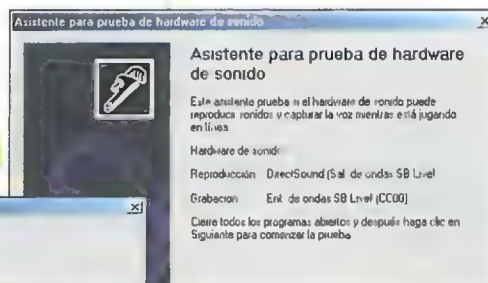 Asistente para prueba de hardware de sonido
Asistente para prueba de hardware
de sonido
Este asistente prueba si el hardware de sonido puede
reproducir sonidos y capturar la voz mientras está jugando
en línea
Hardware de sonido
Reproducción DirectSound (Sal. de ondas SB Live!
Grabacion Ent. de ondas SB Live! (CC00)
Cierre todos los programas abiertos y después haga clic en
Siguiente para comenzar la prueba